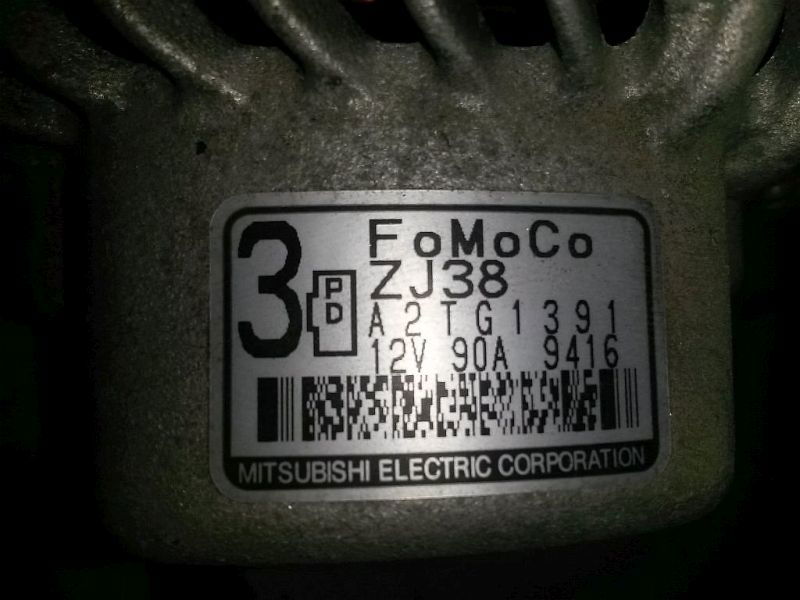 3
P
D
FoMoCo
ZJ38
A2TG1391
12V 90A 9416
MITSUBISHI ELECTRIC CORPORATION